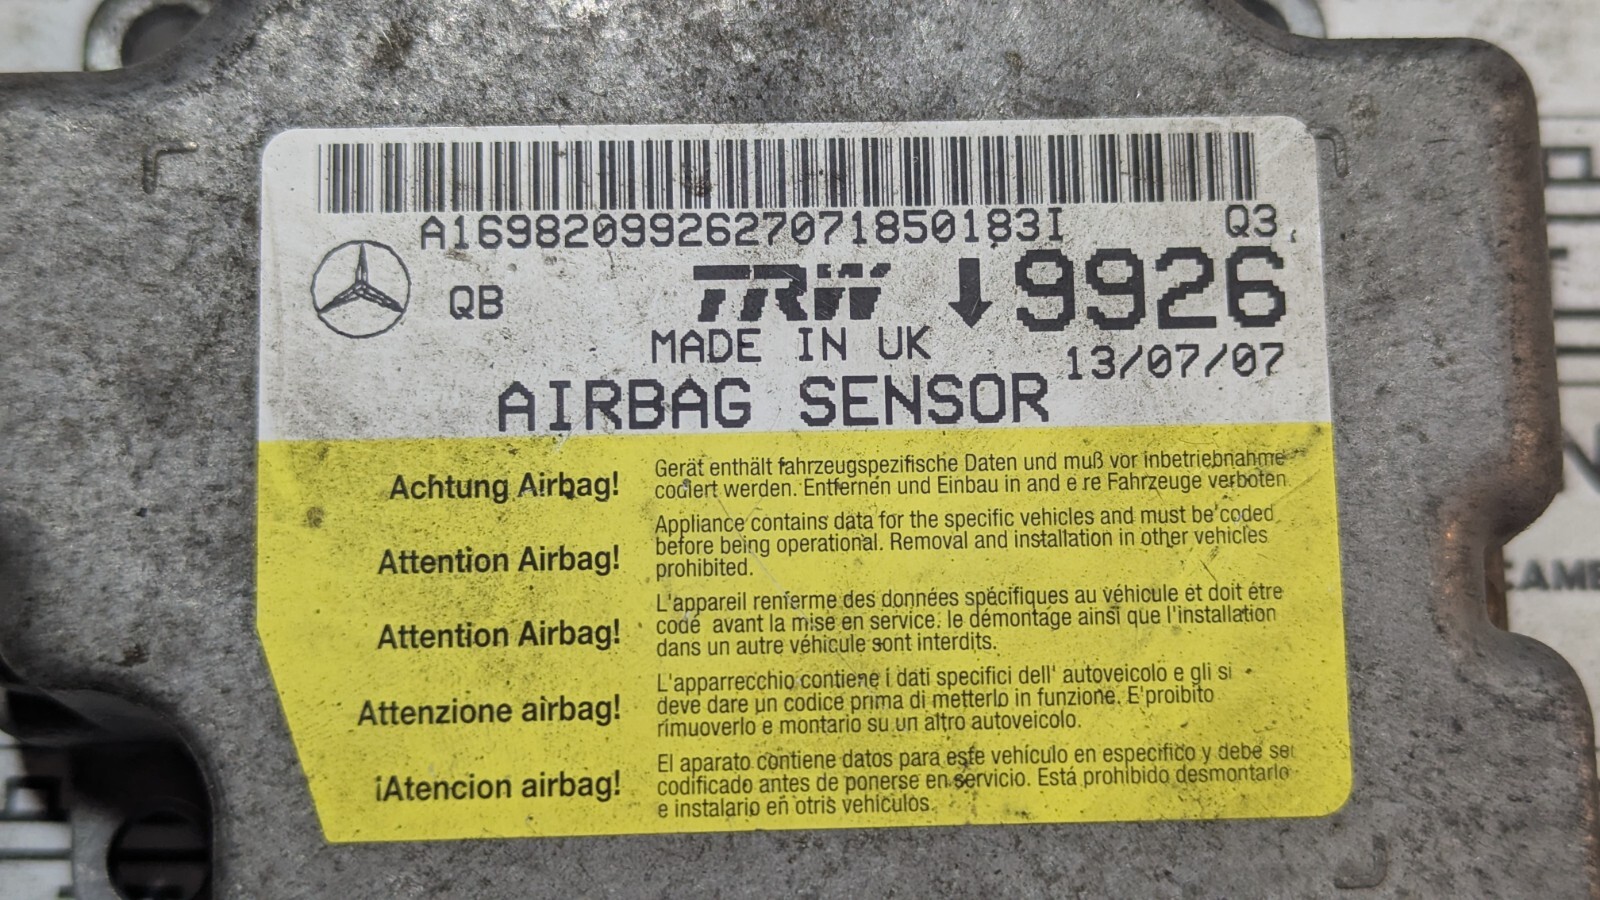 A1698209926270718501831
Q3
QB
TRW
9926
MADE IN UK
13/07/07
AIRBAG SENSOR
Achtung Airbag!
Gerät enthält fahrzeugspezifische Daten und muß vor inbetriebnahme
codiert werden. Entfernen und Einbau in and e re Fahrzeuge verboten
Attention Airbag!
Appliance contains data for the specific vehicles and must be coded
before being operational. Removal and installation in other vehicles
prohibited.
Attention Airbag!
L'appareil renferme des données spécifiques au véhicule et doit étre
codé avant la mise en service. le démontage ainsi que l'installation
dans un autre véhicule sont interdits.
Attenzione airbag!
L'apparrecchio contiene i dati specifici dell' autoveicolo e gli si
deve dare un codice prima di metterlo in funzione. E'proibito
rimuoverlo e montario su un altro autoveicolo.
¡Atencion airbag!
El aparato contiene datos para este vehículo en especifico y debe ser
codificado antes de ponerse en servicio. Está prohibido desmontarlo
e instalario en otris vehiculos.